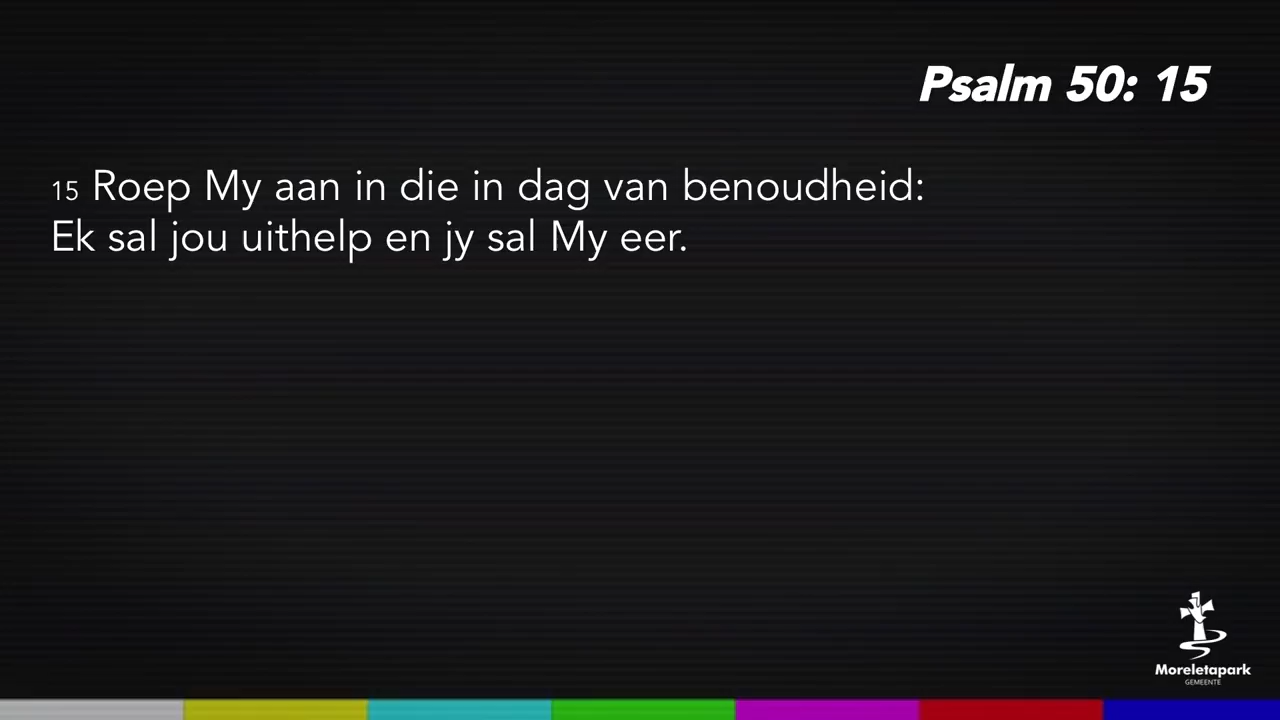 Psalm 50: 15
15 Roep My aan in die in dag van benoudheid:
Ek sal jou uithelp en jy sal My eer.
Moreletapark
GEMEENTE